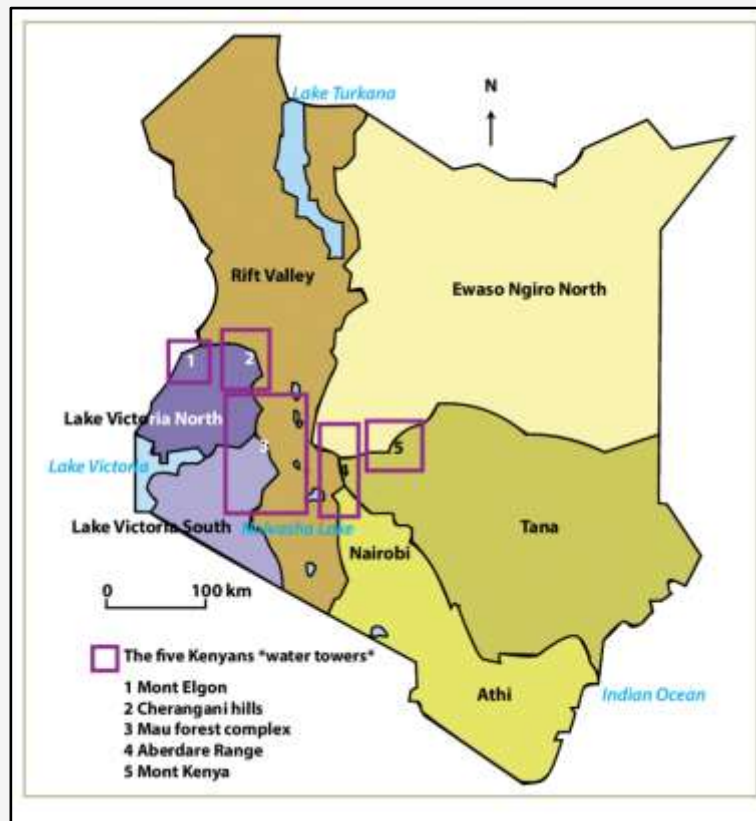 Lake Turkana
N
Rift Valley
Ewaso Ngiro North
1
2
Lake Victoria North
3
4
5
Lake Victoria
Lake Victoria South
Naivasha Lake
Tana
Nairobi
0 100 km
The five Kenyans *water towers*
1 Mont Elgon
Athi
Indian Ocean
2 Cherangani hills
3 Mau forest complex
4 Aberdare Range
5 Mont Kenya